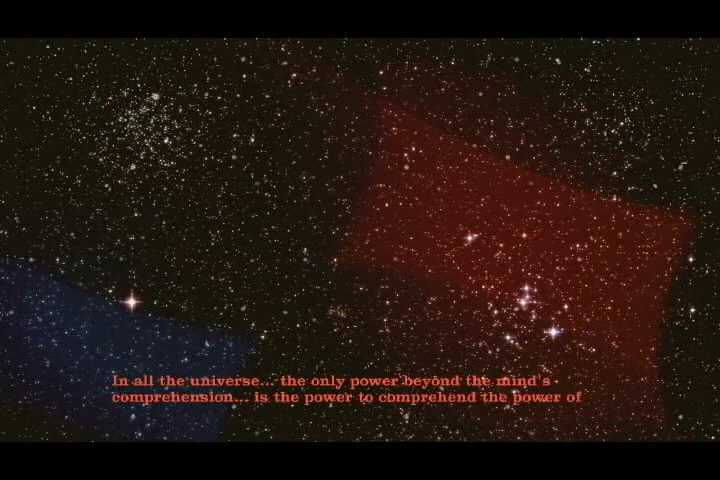 In all the universe... the only power beyond the mind's
comprehension... is the power to comprehend the power of